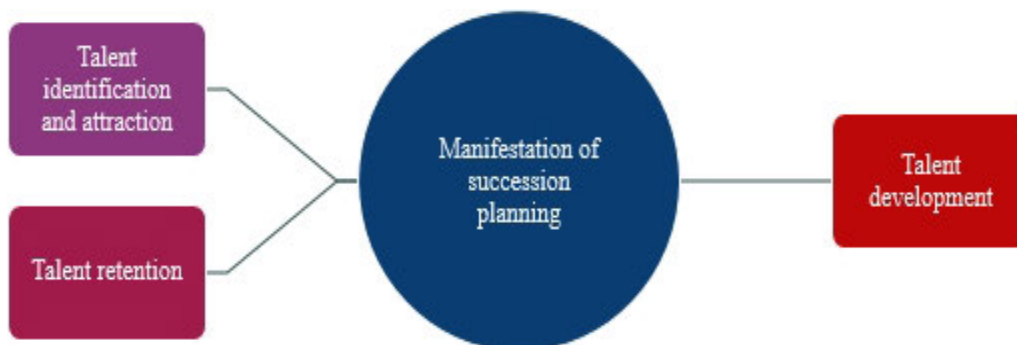 Talent
identification
and attraction
Talent retention
Manifestation of
succession
planning
Talent
development